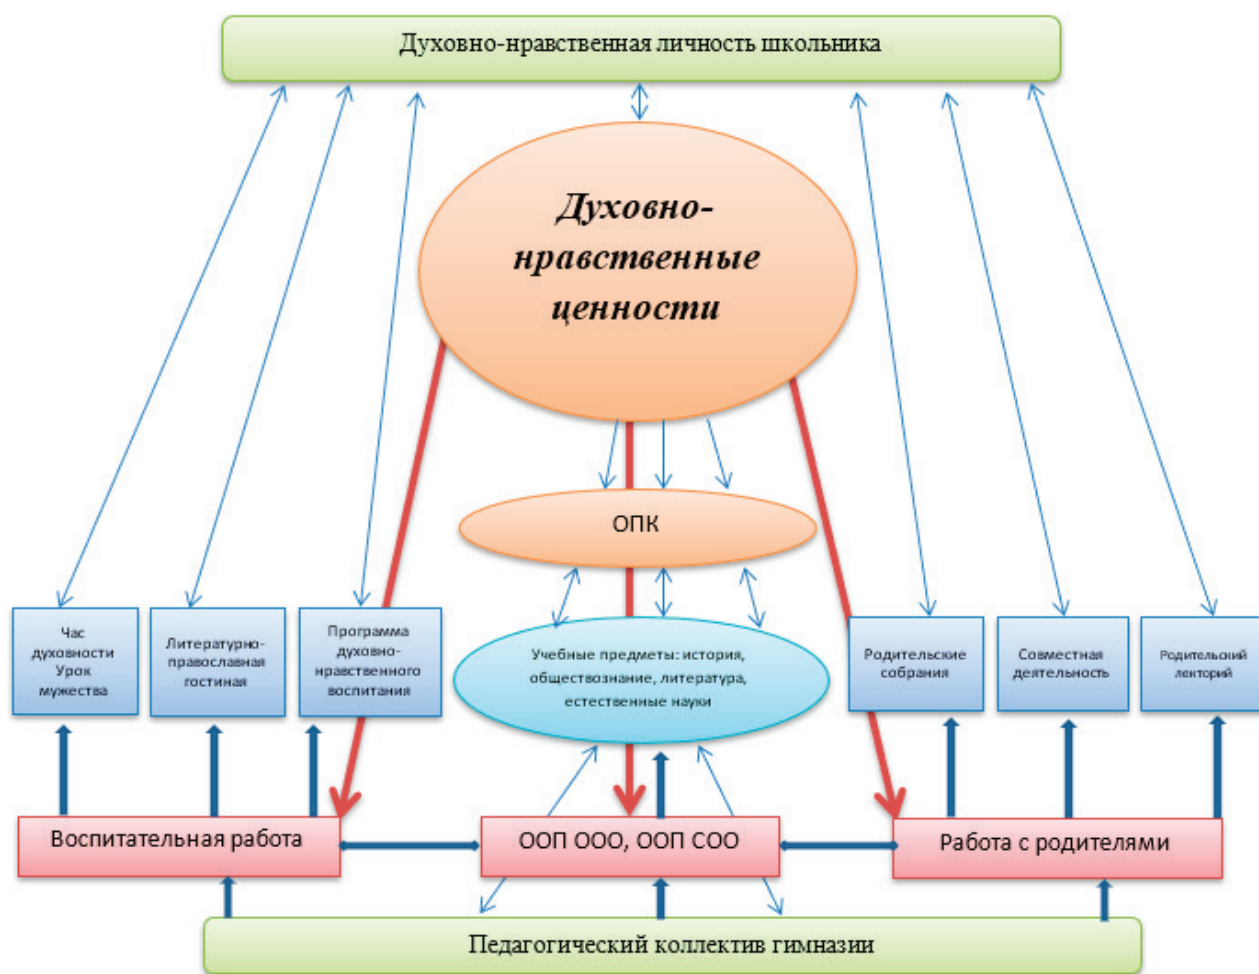 Духовно-нравственная личность школьника
Духовно-
нравственные
ценности
ОПК
Час
духовности
Урок
мужества
Литературно-
православная
гостиная
Программа
духовно-
нравственного
воспитания
Учебные предметы: история,
обществознание, литература,
естественные науки
Родительские
собрания
Совместная
деятельность
Родительский
лекторий
Воспитательная работа
ООП ООО, ООП СОО
Работа с родителями
Педагогический коллектив гимназии